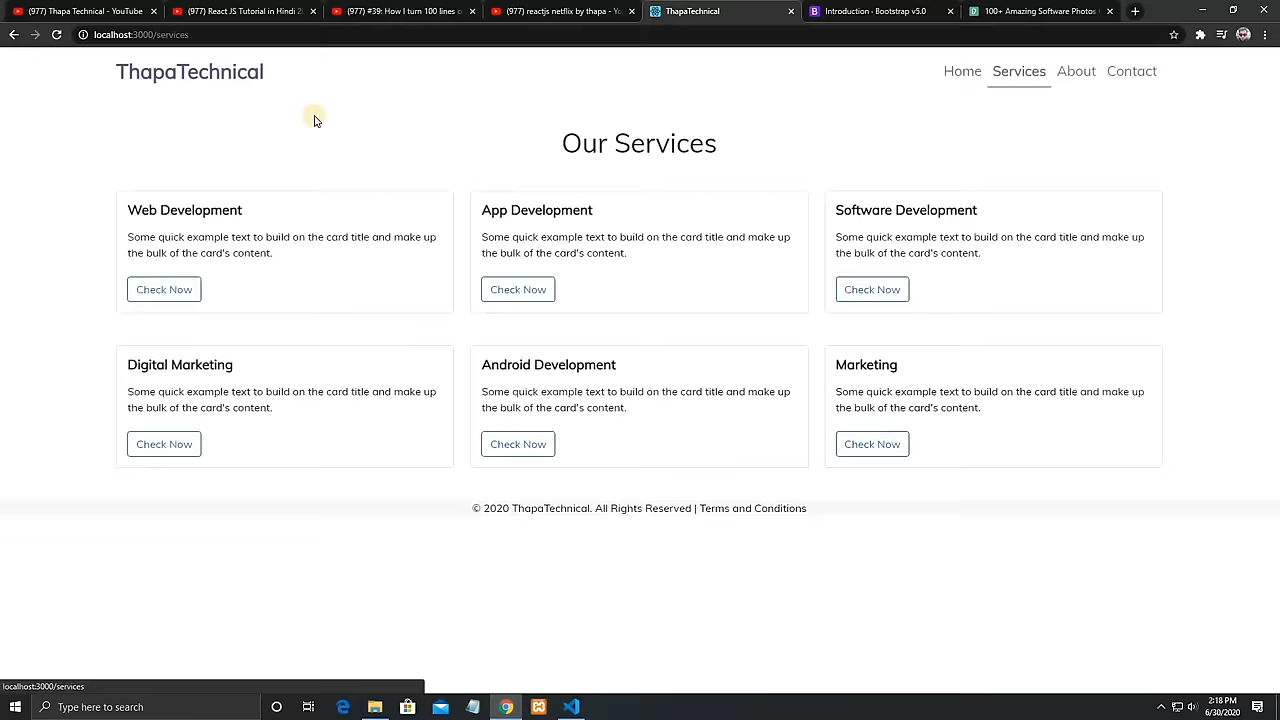 (977) Thapa Technical - YouTube
(977) React JS Tutorial in Hindi 2
(977) #39: How I turn 100 lines o
(977) reactjs netflix by thapa - Yo
ThapaTechnical
Introduction · Bootstrap v5.0
100+ Amazing Software Photos
localhost:3000/services
ThapaTechnical
Home Services About Contact
Our Services
Web Development
Some quick example text to build on the card title and make up
the bulk of the card's content.
Check Now
App Development
Some quick example text to build on the card title and make up
the bulk of the card's content.
Check Now
Software Development
Some quick example text to build on the card title and make up
the bulk of the card's content.
Check Now
Digital Marketing
Some quick example text to build on the card title and make up
the bulk of the card's content.
Check Now
Android Development
Some quick example text to build on the card title and make up
the bulk of the card's content.
Check Now
Marketing
Some quick example text to build on the card title and make up
the bulk of the card's content.
Check Now
© 2020 ThapaTechnical. All Rights Reserved | Terms and Conditions
localhost:3000/services
Type here to search
2:18 PM
6/30/2020